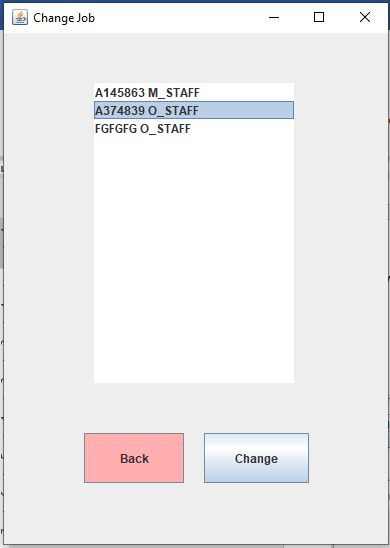 Change Job
A145863 M_STAFF
A374839 O_STAFF
FGFGFG O_STAFF
Back
Change